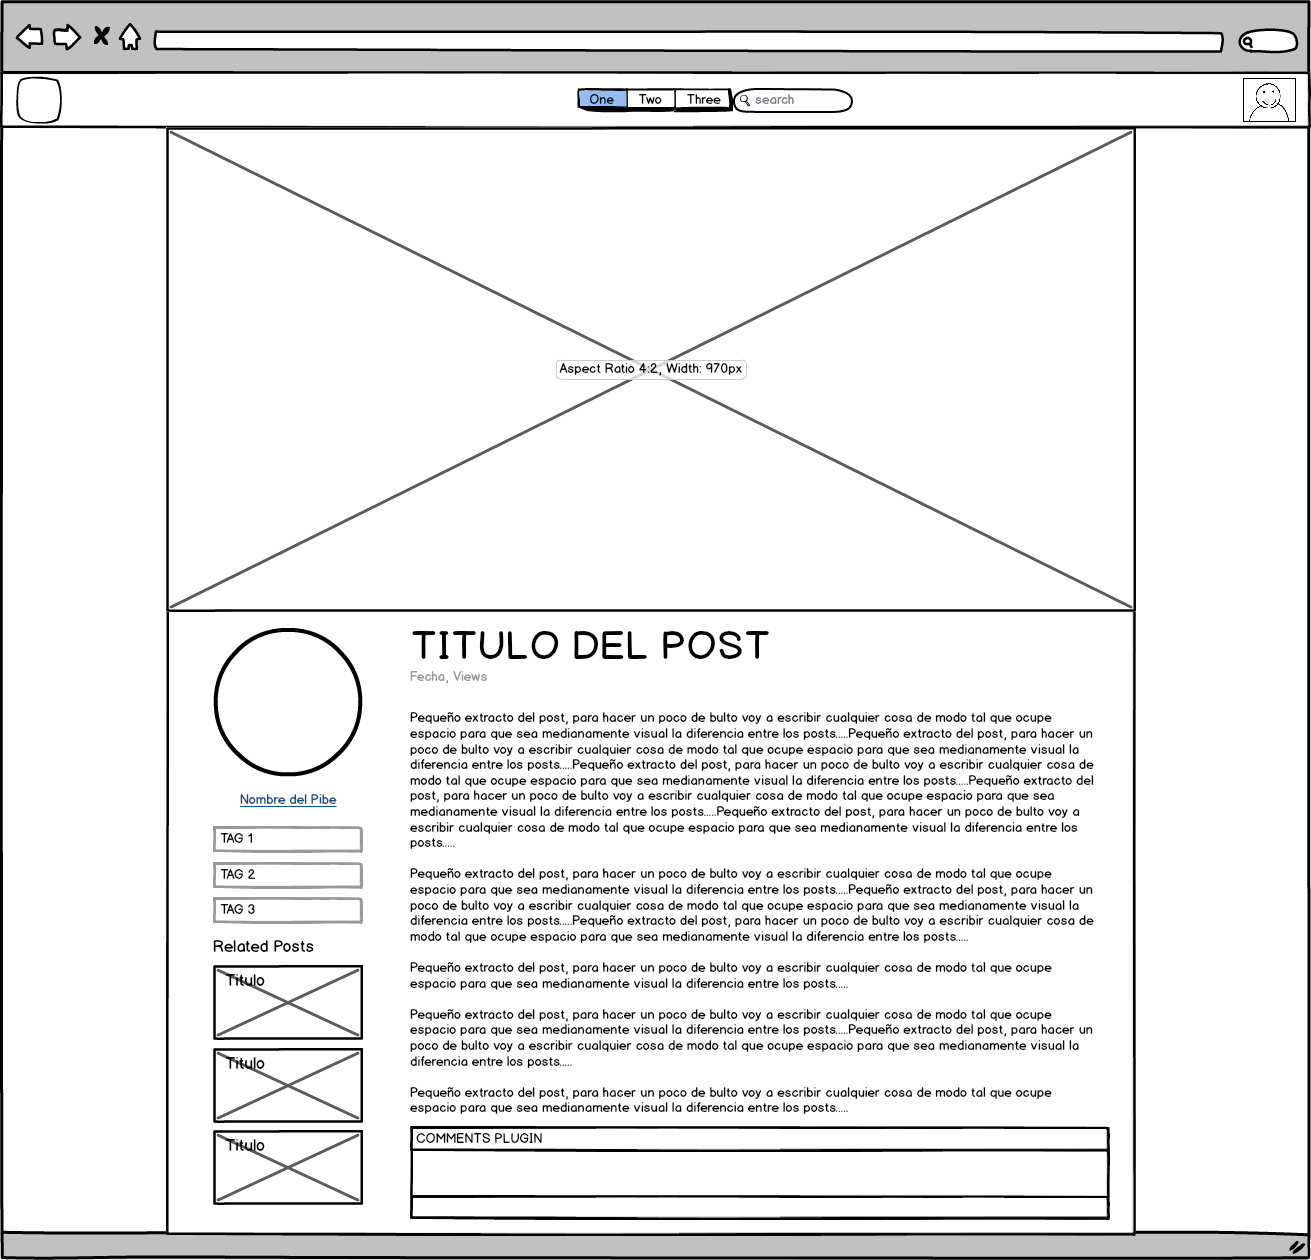 One Two Three search
Aspect Ratio 4:2, Width: 970px
TITULO DEL POST
Fecha, Views
Nombre del Pibe
TAG 1
TAG 2
TAG 3
Related Posts
Titulo
Titulo
Titulo
Pequeño extracto del post, para hacer un poco de bulto voy a escribir cualquier cosa de modo tal que ocupe
espacio para que sea medianamente visual la diferencia entre los posts.....Pequeño extracto del post, para hacer un
poco de bulto voy a escribir cualquier cosa de modo tal que ocupe espacio para que sea medianamente visual la
diferencia entre los posts.....Pequeño extracto del post, para hacer un poco de bulto voy a escribir cualquier cosa de
modo tal que ocupe espacio para que sea medianamente visual la diferencia entre los posts.....Pequeño extracto del
post, para hacer un poco de bulto voy a escribir cualquier cosa de modo tal que ocupe espacio para que sea
medianamente visual la diferencia entre los posts.....Pequeño extracto del post, para hacer un poco de bulto voy a
escribir cualquier cosa de modo tal que ocupe espacio para que sea medianamente visual la diferencia entre los
posts.....
Pequeño extracto del post, para hacer un poco de bulto voy a escribir cualquier cosa de modo tal que ocupe
espacio para que sea medianamente visual la diferencia entre los posts.....Pequeño extracto del post, para hacer un
poco de bulto voy a escribir cualquier cosa de modo tal que ocupe espacio para que sea medianamente visual la
diferencia entre los posts.....Pequeño extracto del post, para hacer un poco de bulto voy a escribir cualquier cosa de
modo tal que ocupe espacio para que sea medianamente visual la diferencia entre los posts.....
Pequeño extracto del post, para hacer un poco de bulto voy a escribir cualquier cosa de modo tal que ocupe
espacio para que sea medianamente visual la diferencia entre los posts.....
Pequeño extracto del post, para hacer un poco de bulto voy a escribir cualquier cosa de modo tal que ocupe
espacio para que sea medianamente visual la diferencia entre los posts.....Pequeño extracto del post, para hacer un
poco de bulto voy a escribir cualquier cosa de modo tal que ocupe espacio para que sea medianamente visual la
diferencia entre los posts.....
Pequeño extracto del post, para hacer un poco de bulto voy a escribir cualquier cosa de modo tal que ocupe
espacio para que sea medianamente visual la diferencia entre los posts.....
COMMENTS PLUGIN